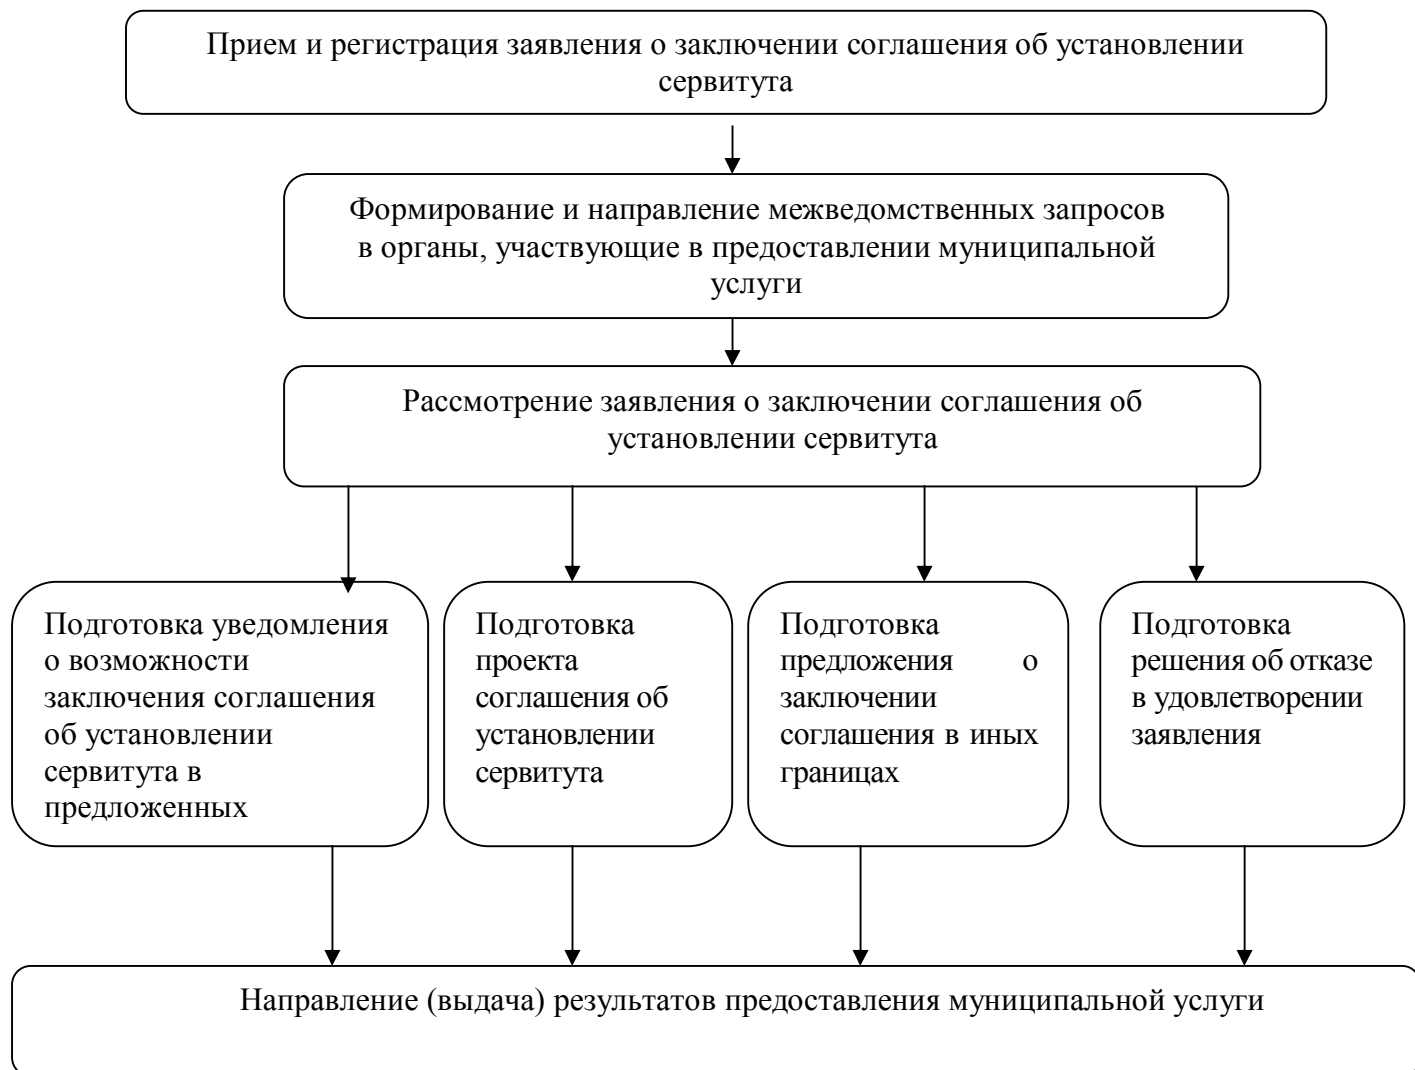 Прием и регистрация заявления о заключении соглашения об установлении
сервитута
Формирование и направление межведомственных запросов
в органы, участвующие в предоставлении муниципальной
услуги
Рассмотрение заявления о заключении соглашения об
установлении сервитута
Подготовка уведомления
о возможности
заключения соглашения
об установлении
сервитута в
предложенных
Подготовка
проекта
соглашения об
установлении
сервитута
Подготовка
предложения о
заключении
соглашения в иных
границах
Подготовка
решения об отказе
в удовлетворении
заявления
Направление (выдача) результатов предоставления муниципальной услуги